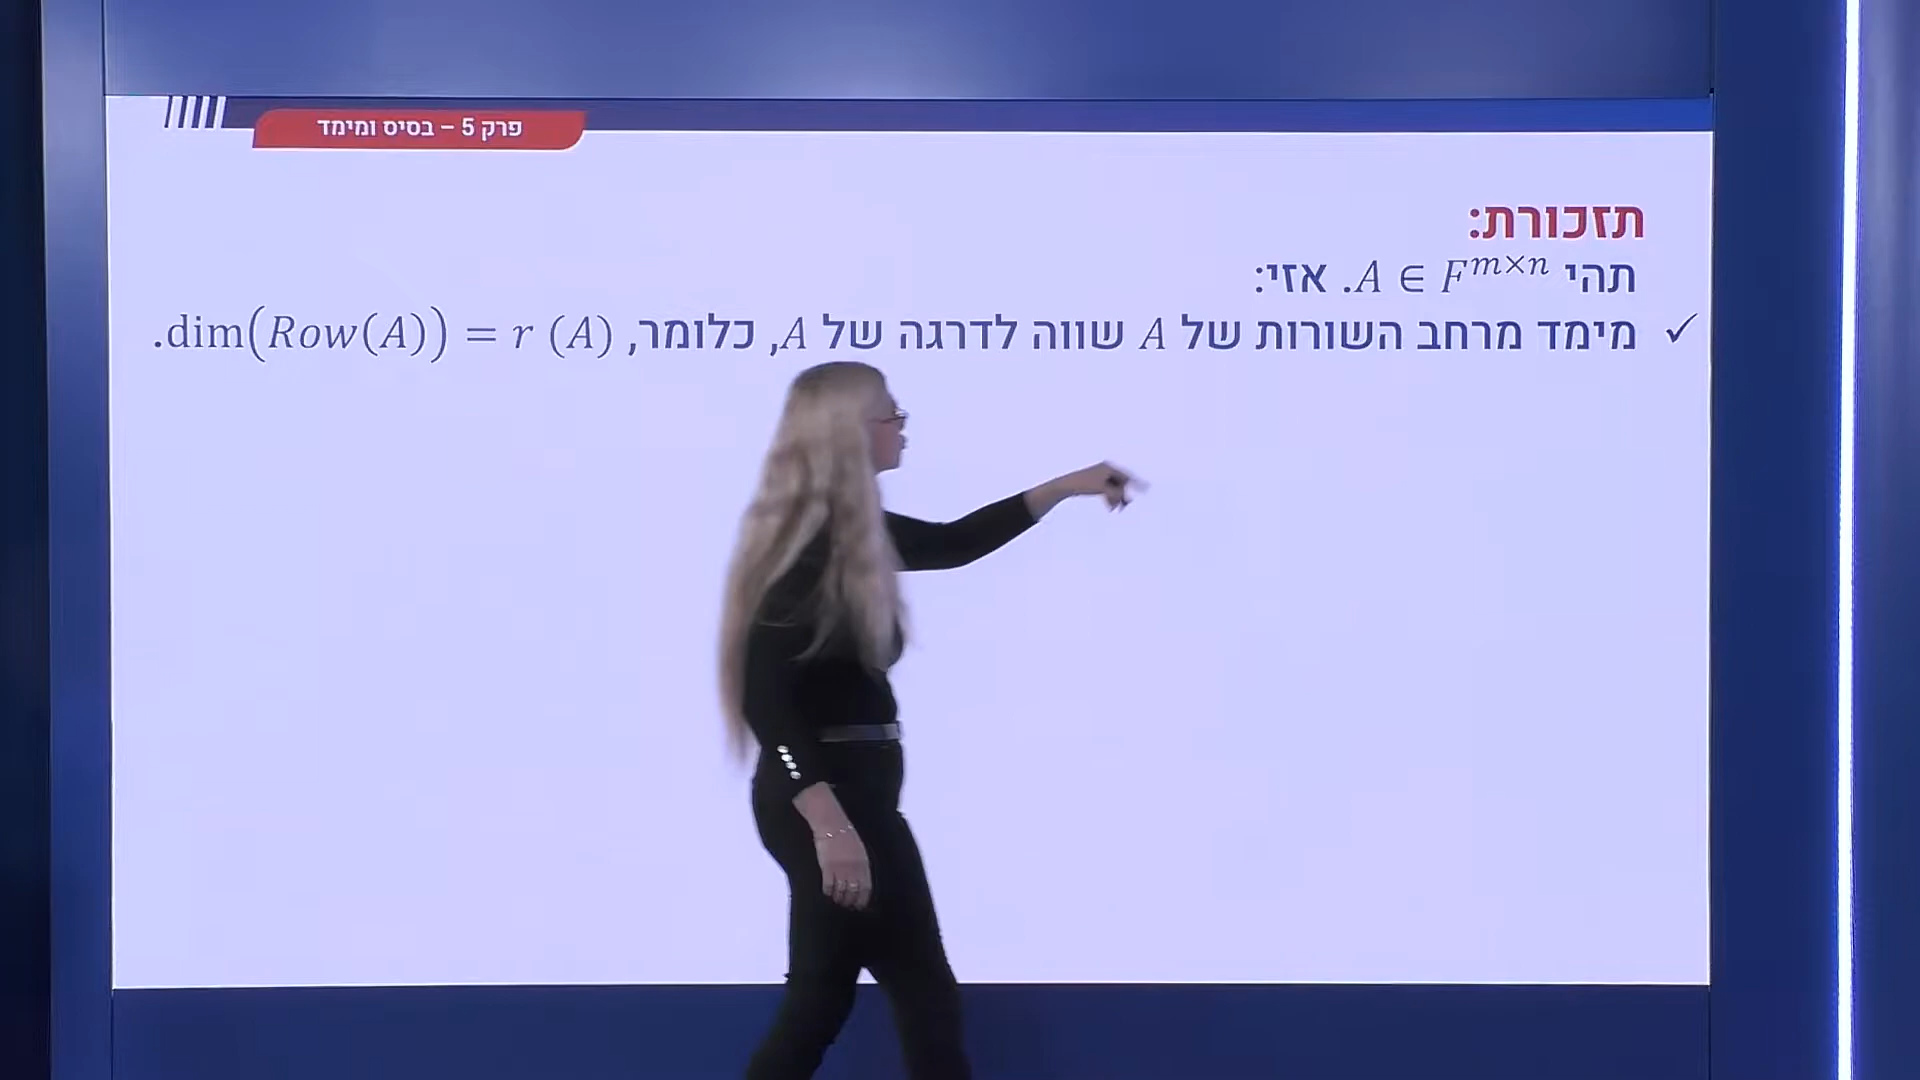 פרק 5 – בסיס ומימד
תזכורת:
תהי A ∈ F^{m×n}. אזי:
✓ מימד מרחב השורות של A שווה לדרגה של A, כלומר, dim(Row(A)) = r (A).